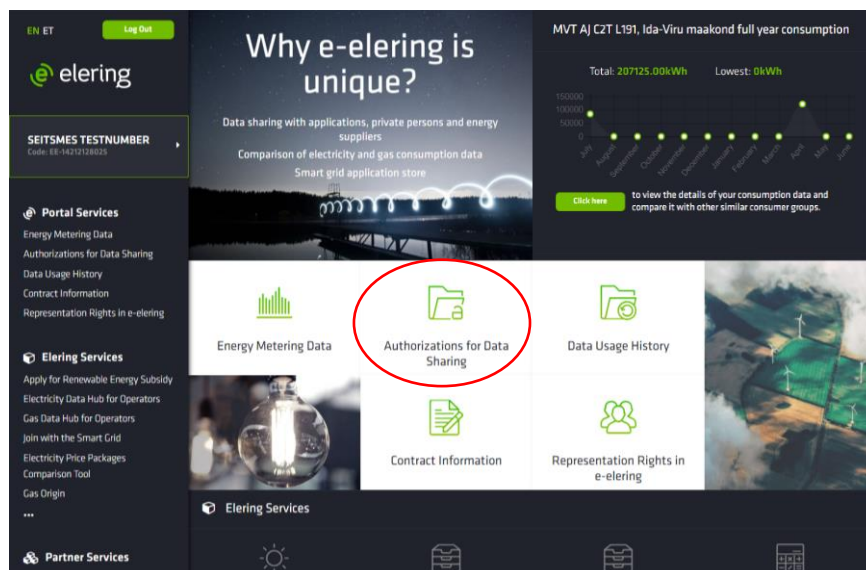 EN ET
Log Out
elering
SEITSMES TESTNUMBER
Code: EE-14212128025
Portal Services
Energy Metering Data
Authorizations for Data Sharing
Data Usage History
Contract Information
Representation Rights in e-elering
Elering Services
Apply for Renewable Energy Subsidy
Electricity Data Hub for Operators
Gas Data Hub for Operators
Join with the Smart Grid
Electricity Price Packages
Comparison Tool
Gas Origin
•••
Partner Services
Why e-elering is
unique?
Data sharing with applications, private persons and energy
suppliers
Comparison of electricity and gas consumption data
Smart grid application store
MVT AJ C2T L191, Ida-Viru maakond full year consumption
Total: 207125.00kWh Lowest: 0kWh
150000
100000
50000
0
July August September October November December January February March April May June
Click here
to view the details of your consumption data and
compare it with other similar consumer groups.
Energy Metering Data
Authorizations for Data
Sharing
Data Usage History
Contract Information
Representation Rights in
e-elering
Elering Services